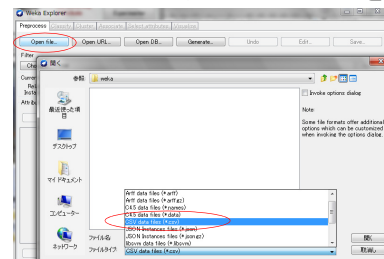 Weka Explorer
Preprocess Classify Cluster Associate Select attributes Visualize
Open file... Open URL... Open DB... Generate... Undo Edit... Save...
Filter
開く
参照: weka
Invoke options dialog
Note:
Some file formats offer additional
options which can be customized
when invoking the options dialog.
最近使った項
目
デスクトップ
マイ ドキュメント
コンピューター
ネットワーク
Arff data files (*.arff)
Arff data files (*.arff.gz)
C4.5 data files (*.names)
C4.5 data files (*.data)
CSV data files (*.csv)
JSON Instances files (*.json)
JSON Instances files (*.json.gz)
libsvm data files (*.libsvm)
ファイル名:
ファイルタイプ: CSV data files (*.csv)
開く
取消し